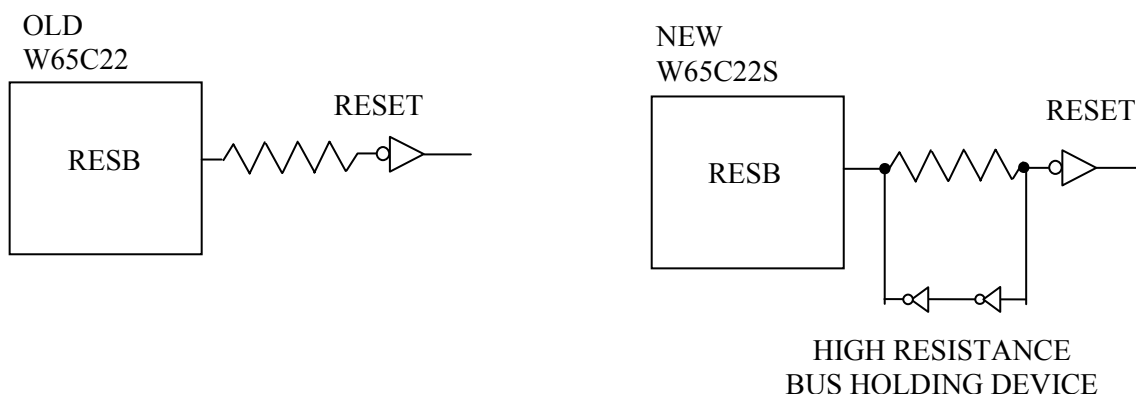 OLD
W65C22
RESET
RESB
NEW
W65C22S
RESET
RESB
HIGH RESISTANCE
BUS HOLDING DEVICE